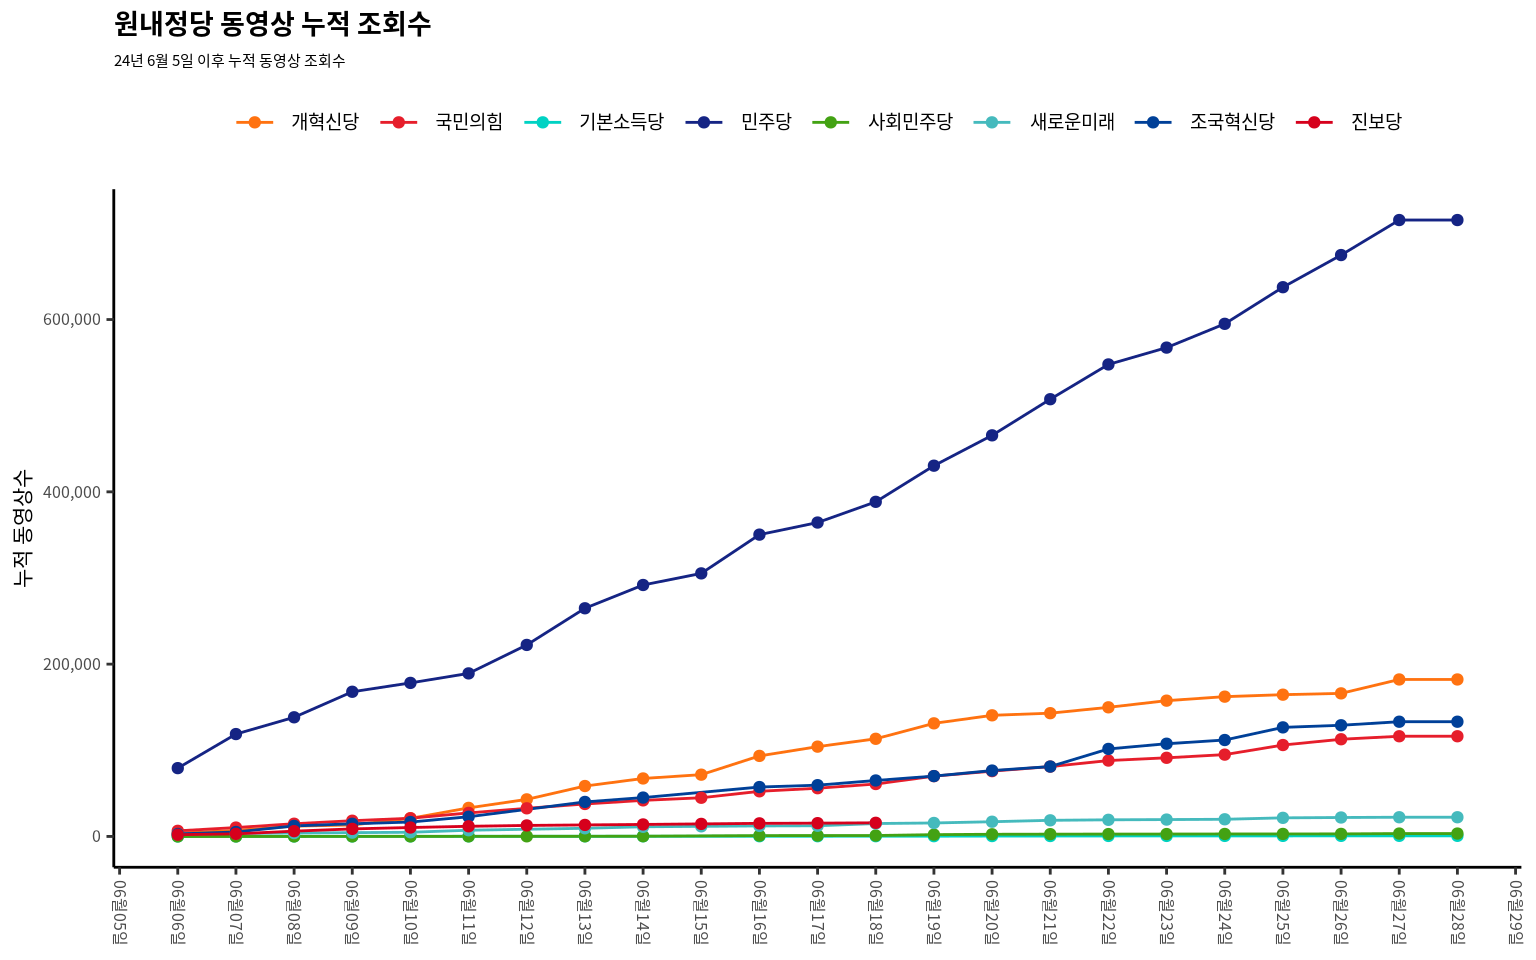 원내정당 동영상 누적 조회수
24년 6월 5일 이후 누적 동영상 조회수
개혁신당 국민의힘 기본소득당 민주당 사회민주당 새로운미래 조국혁신당 진보당
누적 동영상수
600,000
400,000
200,000
0
06월05일
06월06일
06월07일
06월08일
06월09일
06월10일
06월11일
06월12일
06월13일
06월14일
06월15일
06월16일
06월17일
06월18일
06월19일
06월20일
06월21일
06월22일
06월23일
06월24일
06월25일
06월26일
06월27일
06월28일
06월29일